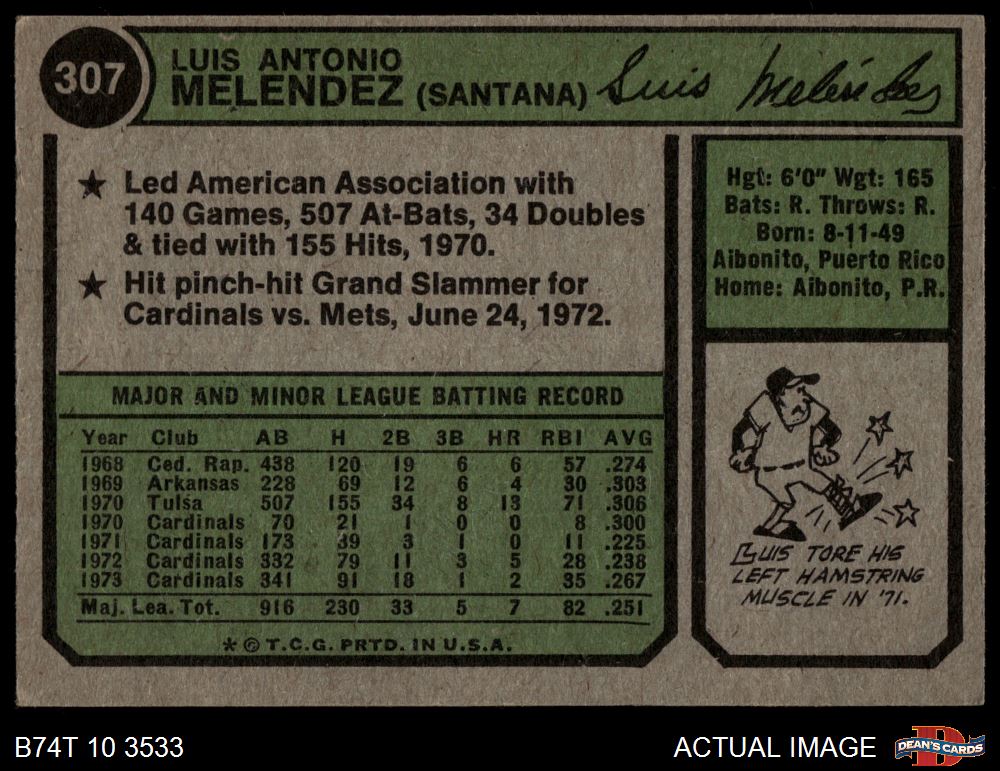 307
LUIS ANTONIO
MELENDEZ (SANTANA)
Luis Melendez
★ Led American Association with
140 Games, 507 At-Bats, 34 Doubles
& tied with 155 Hits, 1970.
★ Hit pinch-hit Grand Slammer for
Cardinals vs. Mets, June 24, 1972.
Hgt: 6'0" Wgt: 165
Bats: R. Throws: R.
Born: 8-11-49
Aibonito, Puerto Rico
Home: Aibonito, P.R.
MAJOR AND MINOR LEAGUE BATTING RECORD
Year Club AB H 2B 3B HR RBI AVG
1968 Ced. Rap. 438 120 19 6 6 57 .274
1969 Arkansas 228 69 12 6 4 30 .303
1970 Tulsa 507 155 34 8 13 71 .306
1970 Cardinals 70 21 1 0 0 8 .300
1971 Cardinals 173 39 3 1 0 11 .225
1972 Cardinals 332 79 11 3 5 28 .238
1973 Cardinals 341 91 18 1 2 35 .267
Maj. Lea. Tot. 916 230 33 5 7 82 .251
* © T.C.G. PRTD. IN U.S.A.
LUIS TORE HIS
LEFT HAMSTRING
MUSCLE IN '71.
B74T 10 3533
ACTUAL IMAGE
DEAN'S CARDS